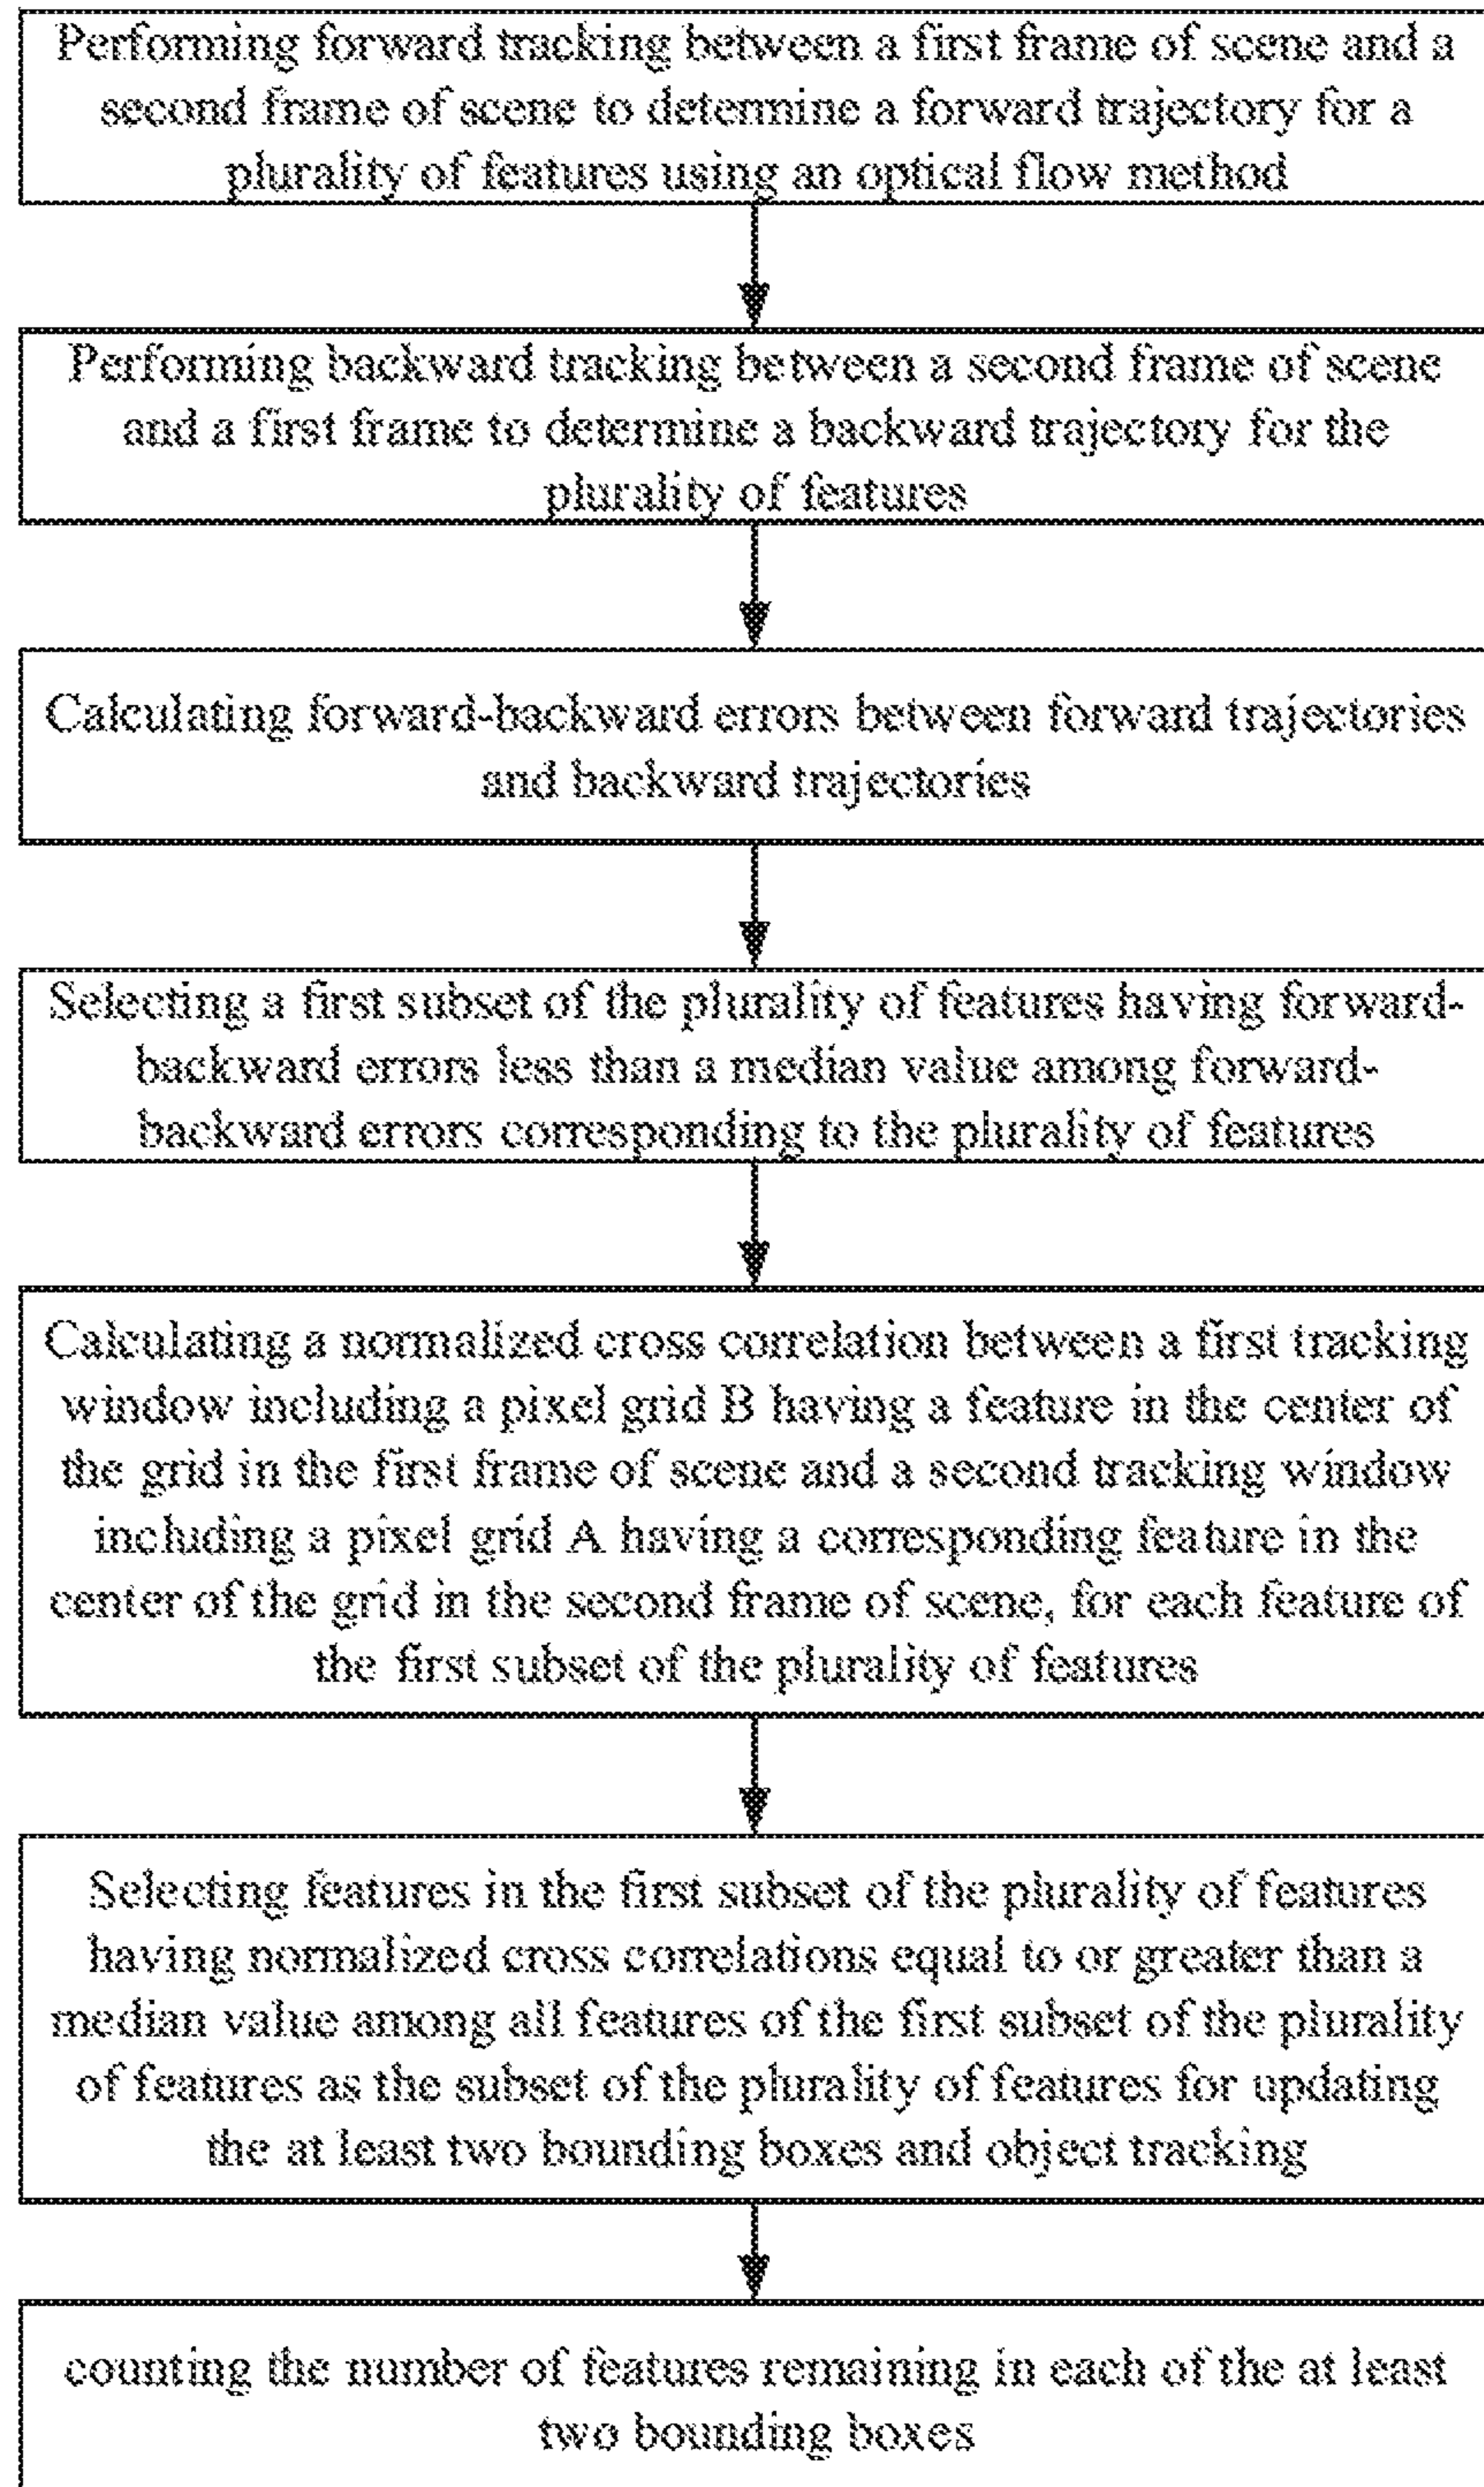 Performing forward tracking between a first frame of scene and a
second frame of scene to determine a forward trajectory for a
plurality of features using an optical flow method
Performing backward tracking between a second frame of scene
and a first frame to determine a backward trajectory for the
plurality of features
Calculating forward-backward errors between forward trajectories
and backward trajectories
Selecting a first subset of the plurality of features having forward-
backward errors less than a median value among forward-
backward errors corresponding to the plurality of features
Calculating a normalized cross correlation between a first tracking
window including a pixel grid B having a feature in the center of
the grid in the first frame of scene and a second tracking window
including a pixel grid A having a corresponding feature in the
center of the grid in the second frame of scene, for each feature of
the first subset of the plurality of features
Selecting features in the first subset of the plurality of features
having normalized cross correlations equal to or greater than a
median value among all features of the first subset of the plurality
of features as the subset of the plurality of features for updating
the at least two bounding boxes and object tracking
counting the number of features remaining in each of the at least
two bounding boxes